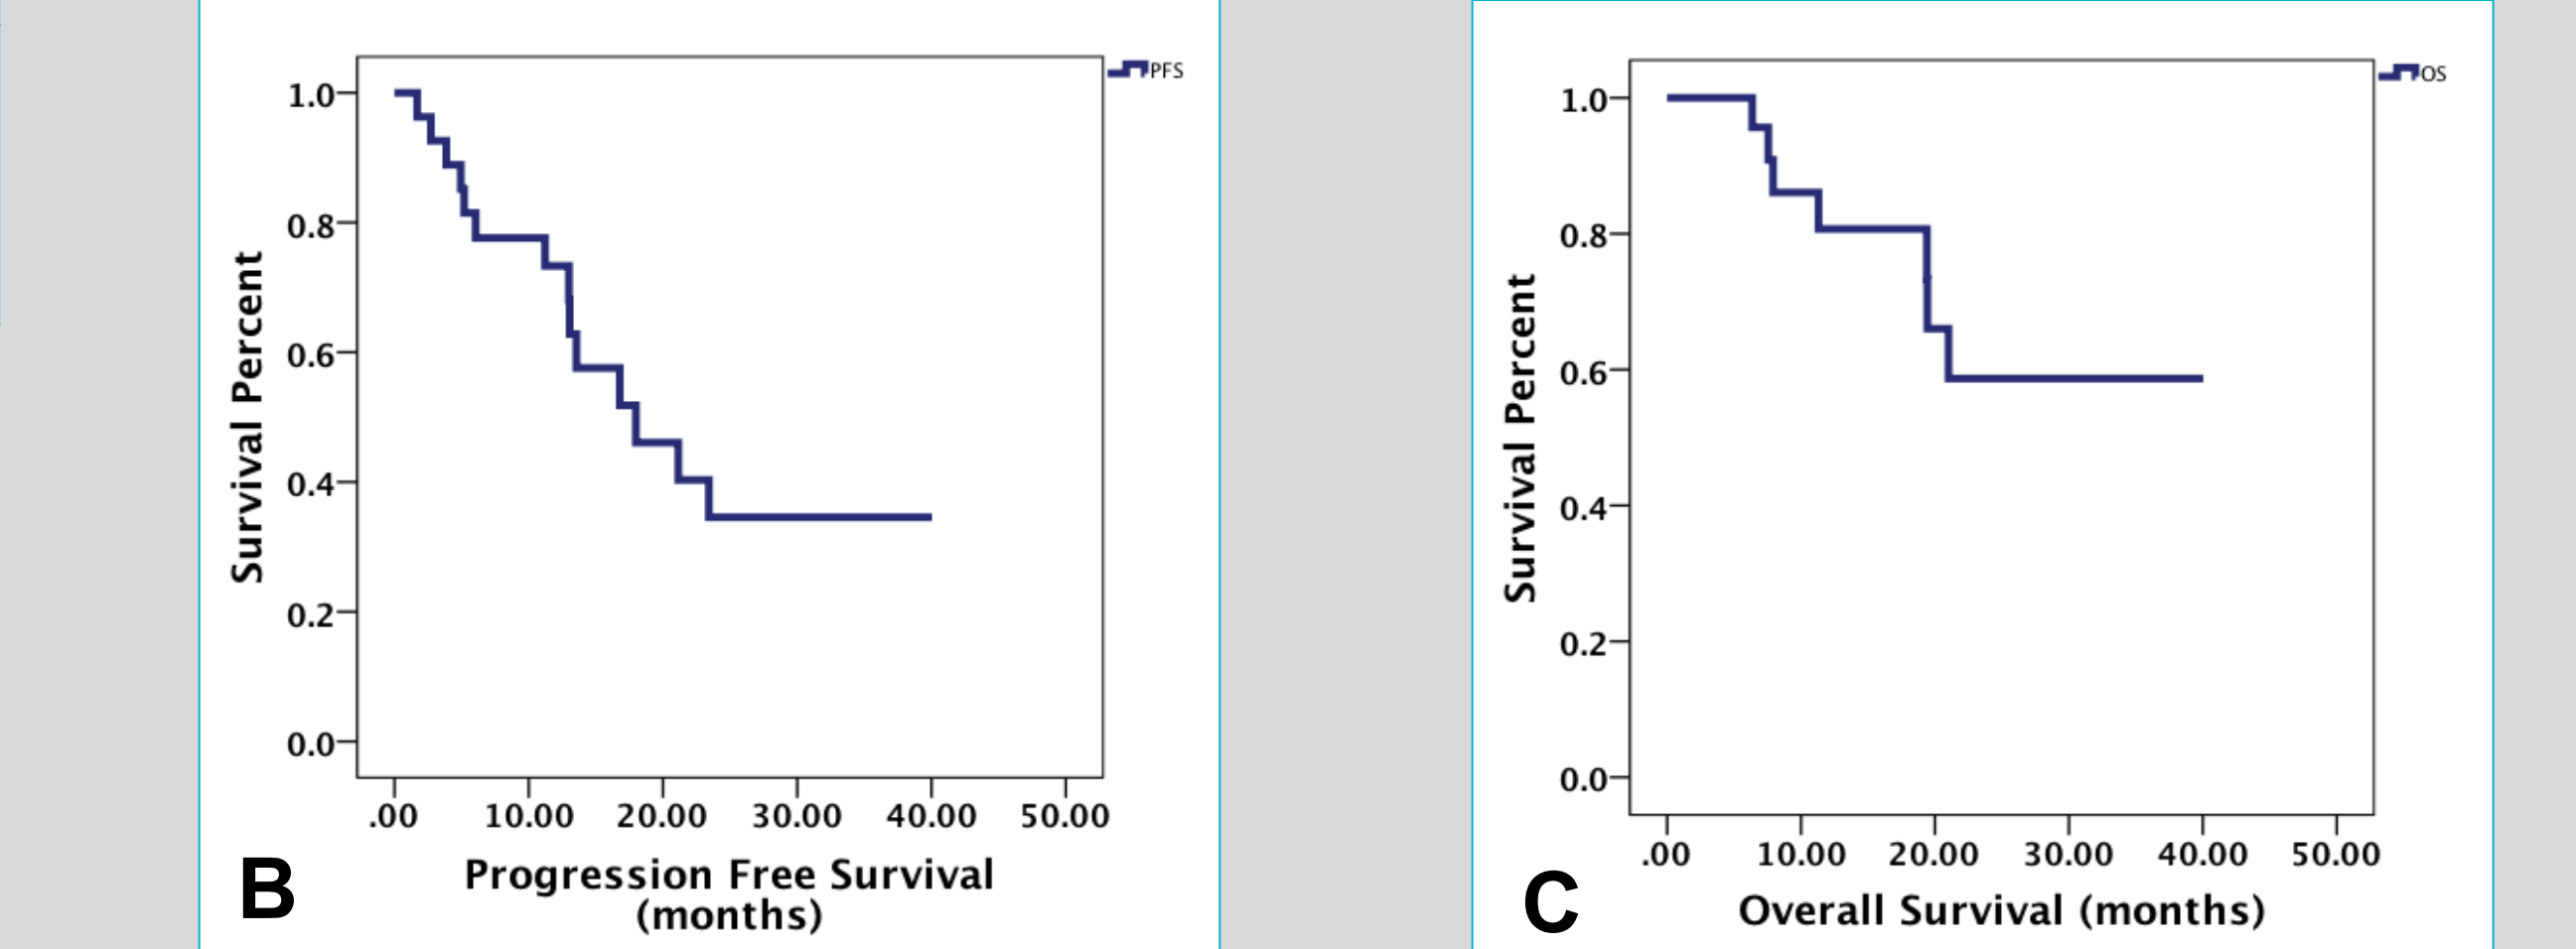 PFS
1.0
0.8
0.6
0.4
0.2
0.0
Survival Percent
.00 10.00 20.00 30.00 40.00 50.00
Progression Free Survival
(months)
B
OS
1.0
0.8
0.6
0.4
0.2
0.0
Survival Percent
.00 10.00 20.00 30.00 40.00 50.00
Overall Survival (months)
C